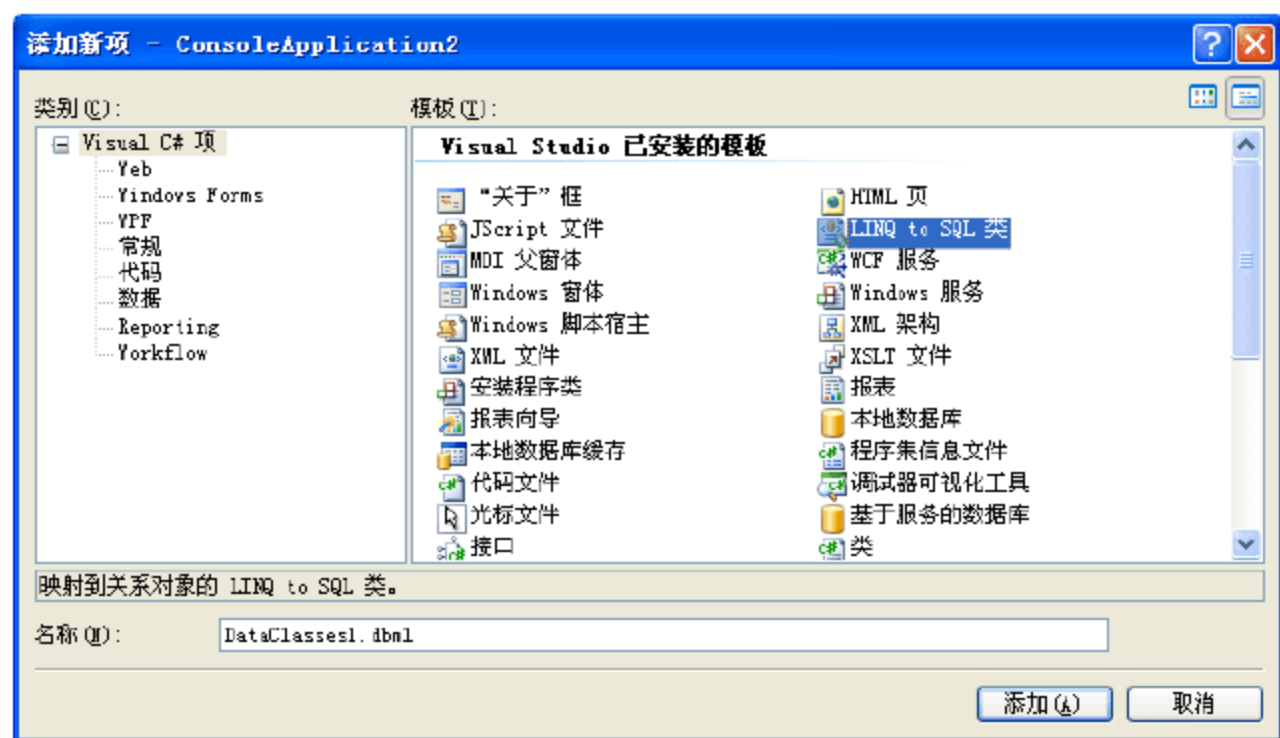 添加新项 - ConsoleApplication2
类别(C):
模板(T):
Visual C# 项
Web
Windows Forms
WPF
常规
代码
数据
Reporting
Workflow
Visual Studio 已安装的模板
“关于”框
HTML 页
JScript 文件
LINQ to SQL 类
MDI 父窗体
WCF 服务
Windows 窗体
Windows 服务
Windows 脚本宿主
XML 架构
XML 文件
XSLT 文件
安装程序类
报表
报表向导
本地数据库
本地数据库缓存
程序集信息文件
代码文件
调试器可视化工具
光标文件
基于服务的数据库
接口
类
映射到关系对象的 LINQ to SQL 类。
名称(N):
DataClasses1.dbml
添加(A)
取消